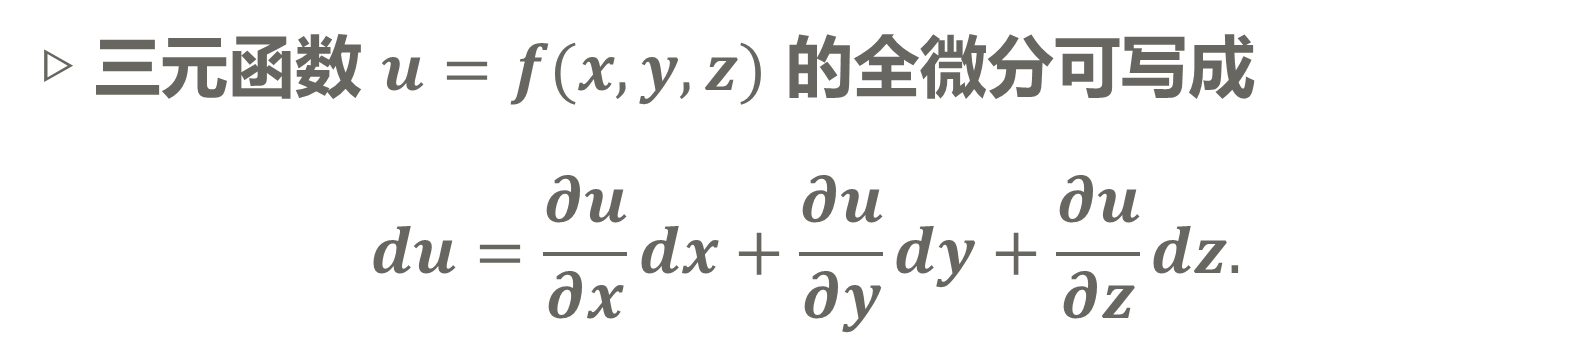 ▷ 三元函数 u = f(x, y, z) 的全微分可写成
du = ∂u/∂x dx + ∂u/∂y dy + ∂u/∂z dz.